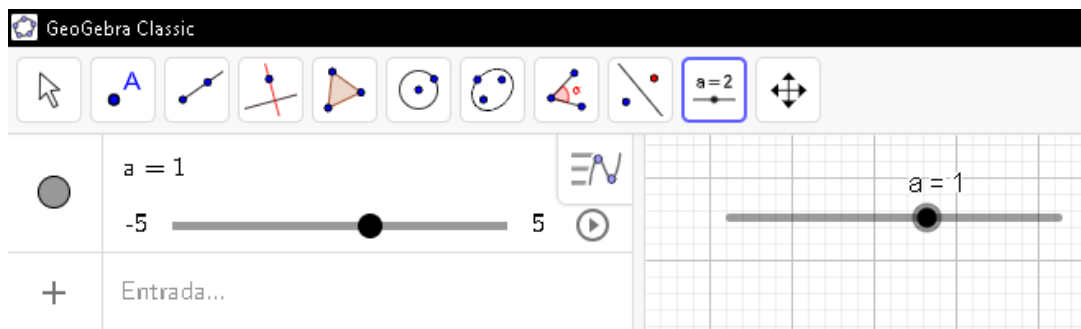 GeoGebra Classic
A
α
a=2
a = 1
-5
5
a = 1
Entrada...